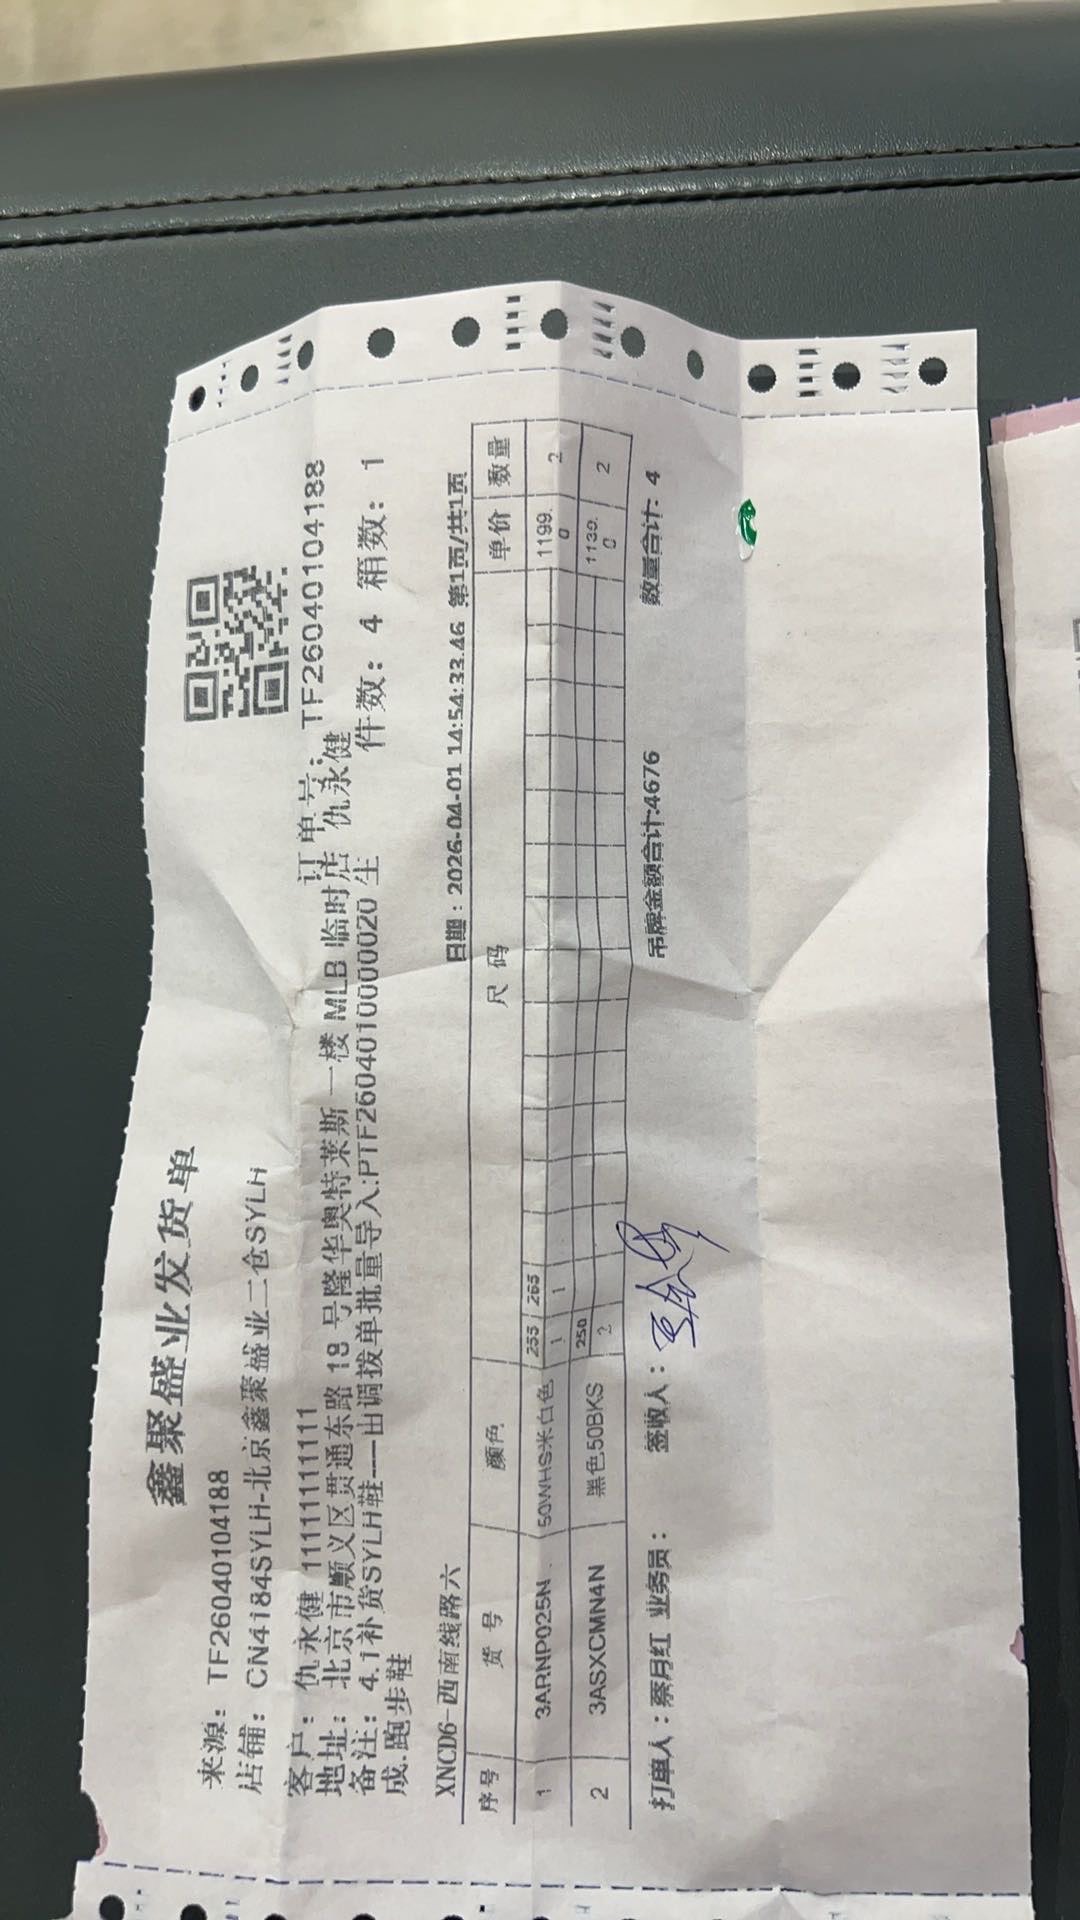 鑫聚盛业发货单
来源: TF26040104188
店铺: CN4184SYLH-北京鑫聚盛业二仓SYLH
订单号: TF26040104188
客户: 仇永健 11111111111
地址: 北京市顺义区贯通东路 18 号隆华奥特莱斯 一楼 MLB 临时店 仇永健
备注: 4.1补货SYLH鞋---由调拨单批量导入:PTF26040100000020 生 件数: 4 箱数: 1
成.跑步鞋
XNCD6-西南线路六 日期：2026-04-01 14:54:33.46 第1页/共1页
序号 货 号 颜色 尺 码 单价 数量
255 265
1 3ARNP025N 50WHS米白色 1 1 1199.0 2
250
2 3ASXCMN4N 黑色50BKS 2 1139.0 2
打单人：蔡月红 业务员： 签收人： 吊牌金额合计:4676 数量合计: 4